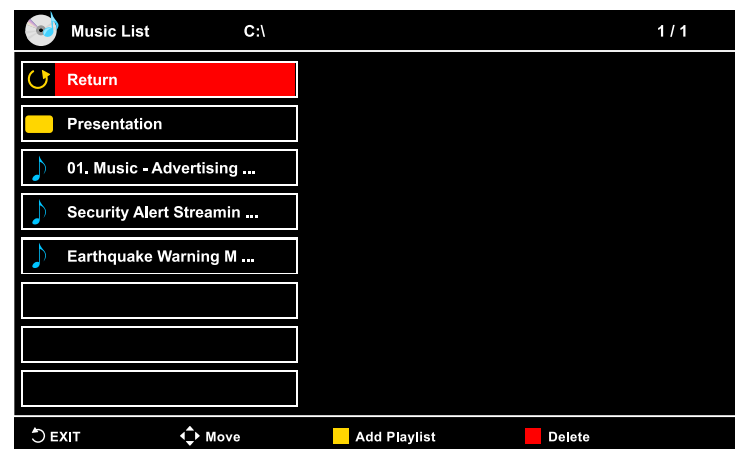 Music List C:\ 1 / 1
Return
Presentation
01. Music - Advertising ...
Security Alert Streamin ...
Earthquake Warning M ...
EXIT Move Add Playlist Delete